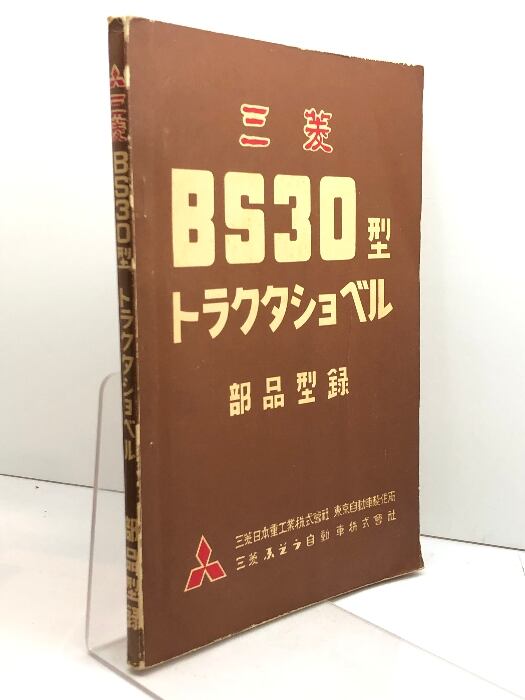 三菱
BS30型
トラクタショベル
部品型録
三菱日本重工業株式會社 東京自動車製作所
三菱ふそう自動車株式會社
三菱 BS30型 トラクタショベル 部品型録